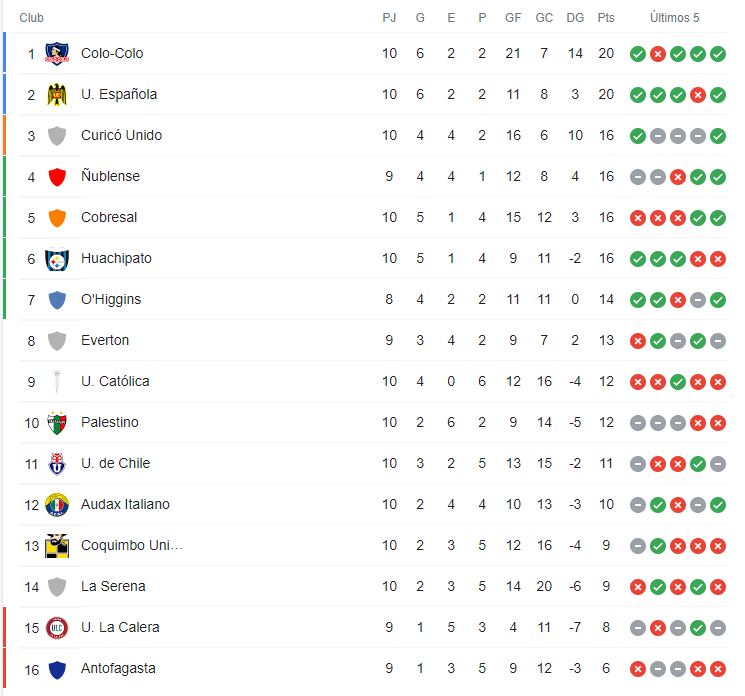 Club PJ G E P GF GC DG Pts Últimos 5
1 Colo-Colo 10 6 2 2 21 7 14 20
2 U. Española 10 6 2 2 11 8 3 20
3 Curicó Unido 10 4 4 2 16 6 10 16
4 Ñublense 9 4 4 1 12 8 4 16
5 Cobresal 10 5 1 4 15 12 3 16
6 Huachipato 10 5 1 4 9 11 -2 16
7 O'Higgins 8 4 2 2 11 11 0 14
8 Everton 9 3 4 2 9 7 2 13
9 U. Católica 10 4 0 6 12 16 -4 12
10 Palestino 10 2 6 2 9 14 -5 12
11 U. de Chile 10 3 2 5 13 15 -2 11
12 Audax Italiano 10 2 4 4 10 13 -3 10
13 Coquimbo Uni... 10 2 3 5 12 16 -4 9
14 La Serena 10 2 3 5 14 20 -6 9
15 U. La Calera 9 1 5 3 4 11 -7 8
16 Antofagasta 9 1 3 5 9 12 -3 6